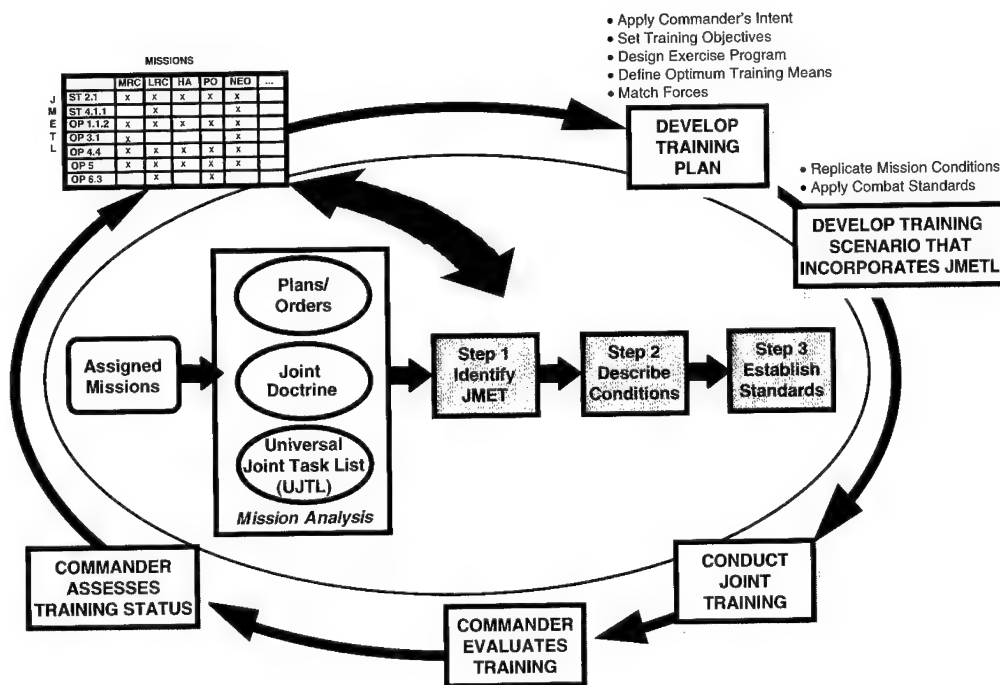 • Apply Commander's Intent
• Set Training Objectives
• Design Exercise Program
• Define Optimum Training Means
• Match Forces
MISSIONS
MRC LRC HA PO NEO ...
J M E T L
ST 2.1 x x x x x
ST 4.1.1 x x
OP 1.1.2 x x x x x
OP 3.1 x x
OP 4.4 x x x x x
OP 5 x x x x x
OP 6.3 x x
DEVELOP
TRAINING
PLAN
• Replicate Mission Conditions
• Apply Combat Standards
DEVELOP TRAINING
SCENARIO THAT
INCORPORATES JMETL
Assigned
Missions
Plans/
Orders
Joint
Doctrine
Universal
Joint Task List
(UJTL)
Mission Analysis
Step 1
Identify
JMET
Step 2
Describe
Conditions
Step 3
Establish
Standards
CONDUCT
JOINT
TRAINING
COMMANDER
EVALUATES
TRAINING
COMMANDER
ASSESSES
TRAINING STATUS